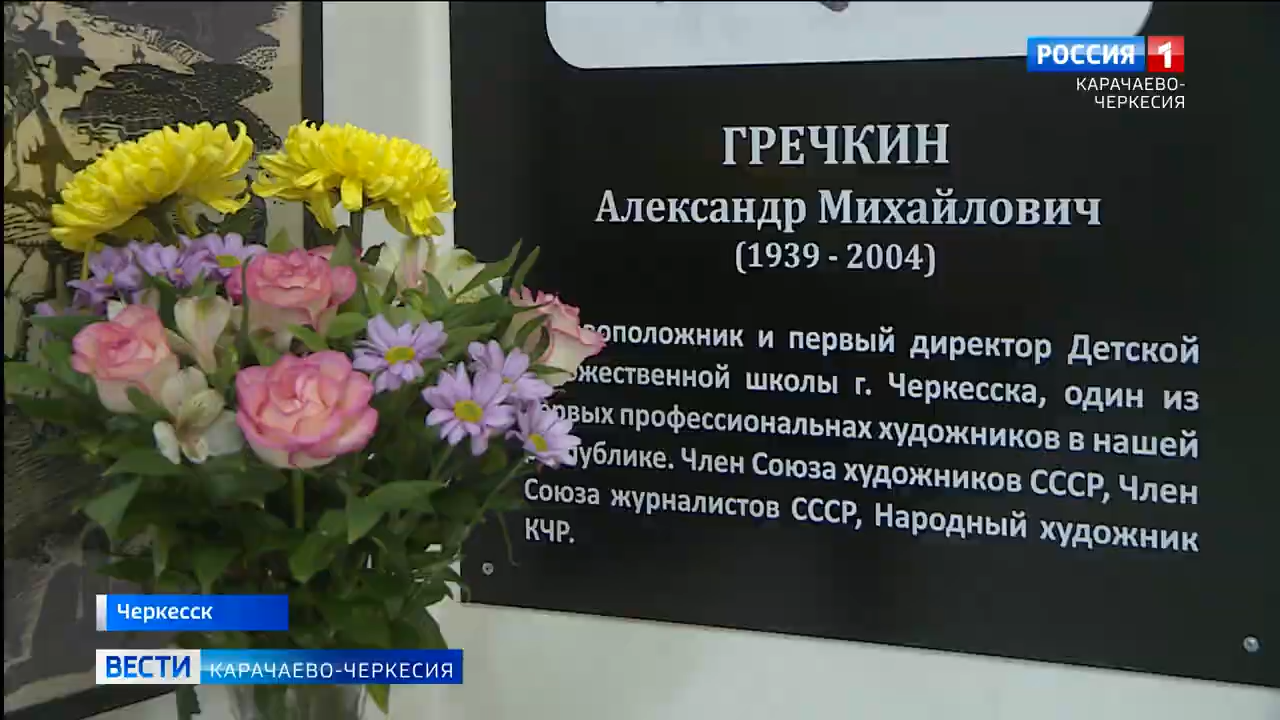 РОССИЯ 1
КАРАЧАЕВО-
ЧЕРКЕСИЯ
ГРЕЧКИН
Александр Михайлович
(1939 - 2004)
и первый директор Детской
школы г. Черкесска, один из
профессиональнах художников в нашей
Член Союза художников СССР, Член
Союза журналистов СССР, Народный художник
КЧР.
Черкесск
ВЕСТИ КАРАЧАЕВО-ЧЕРКЕСИЯ